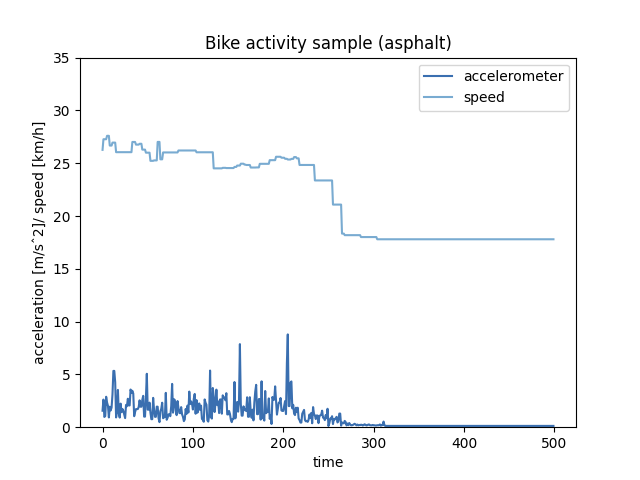 Bike activity sample (asphalt)
accelerometer
speed
35
30
25
20
15
10
5
0
acceleration [m/sˆ2]/ speed [km/h]
0 100 200 300 400 500
time